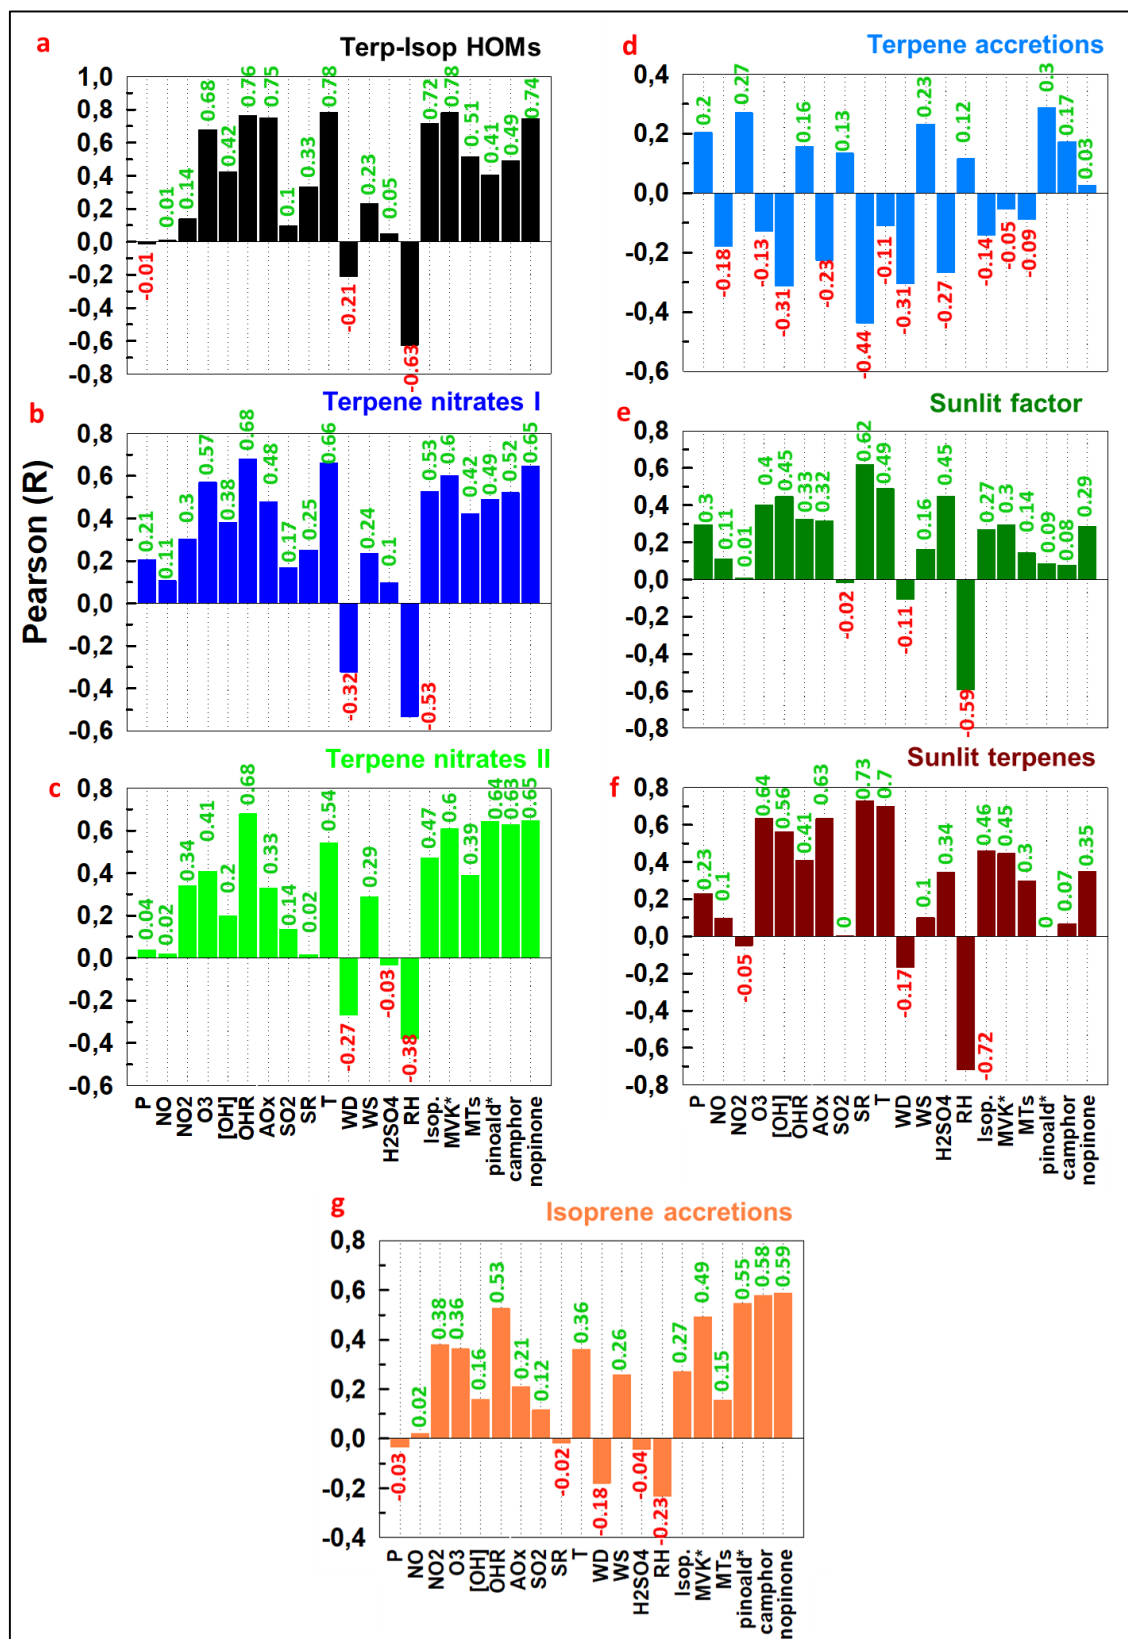 a
Terp-Isop HOMs
1,0
0,8
0,6
0,4
0,2
0,0
-0,2
-0,4
-0,6
-0,8
-0.01
0.01
0.14
0.68
0.42
0.76
0.75
0.1
0.33
0.78
-0.21
0.23
0.05
-0.63
0.72
0.78
0.51
0.41
0.49
0.74
d
Terpene accretions
0,4
0,2
0,0
-0,2
-0,4
-0,6
0.2
-0.18
0.27
-0.13
-0.31
0.16
-0.23
0.13
-0.44
-0.11
-0.31
0.23
-0.27
0.12
-0.14
-0.05
-0.09
0.3
0.17
0.03
Pearson (R)
b
Terpene nitrates I
0,8
0,6
0,4
0,2
0,0
-0,2
-0,4
-0,6
0.21
0.11
0.3
0.57
0.38
0.68
0.48
0.17
0.25
0.66
-0.32
0.24
0.1
-0.53
0.53
0.6
0.42
0.49
0.52
0.65
e
Sunlit factor
0,8
0,6
0,4
0,2
0,0
-0,2
-0,4
-0,6
-0,8
0.3
0.11
0.01
0.4
0.45
0.33
0.32
-0.02
0.62
0.49
-0.11
0.16
0.45
-0.59
0.27
0.3
0.14
0.09
0.08
0.29
c
Terpene nitrates II
0,8
0,6
0,4
0,2
0,0
-0,2
-0,4
-0,6
0.04
0.02
0.34
0.41
0.2
0.68
0.33
0.14
0.02
0.54
-0.27
0.29
-0.03
-0.38
0.47
0.6
0.39
0.64
0.63
0.65
P
NO
NO2
O3
[OH]
OHR
AOx
SO2
SR
T
WD
WS
H2SO4
RH
Isop.
MVK*
MTs
pinoald*
camphor
nopinone
f
Sunlit terpenes
0,8
0,6
0,4
0,2
0,0
-0,2
-0,4
-0,6
-0,8
0.23
0.1
-0.05
0.64
0.56
0.41
0.63
0
0.73
0.7
-0.17
0.1
0.34
-0.72
0.46
0.45
0.3
0
0.07
0.35
P
NO
NO2
O3
[OH]
OHR
AOx
SO2
SR
T
WD
WS
H2SO4
RH
Isop.
MVK*
MTs
pinoald*
camphor
nopinone
g
Isoprene accretions
0,8
0,6
0,4
0,2
0,0
-0,2
-0,4
-0.03
0.02
0.38
0.36
0.16
0.53
0.21
0.12
-0.02
0.36
-0.18
0.26
-0.04
-0.23
0.27
0.49
0.15
0.55
0.58
0.59
P
NO
NO2
O3
[OH]
OHR
AOx
SO2
SR
T
WD
WS
H2SO4
RH
Isop.
MVK*
MTs
pinoald*
camphor
nopinone